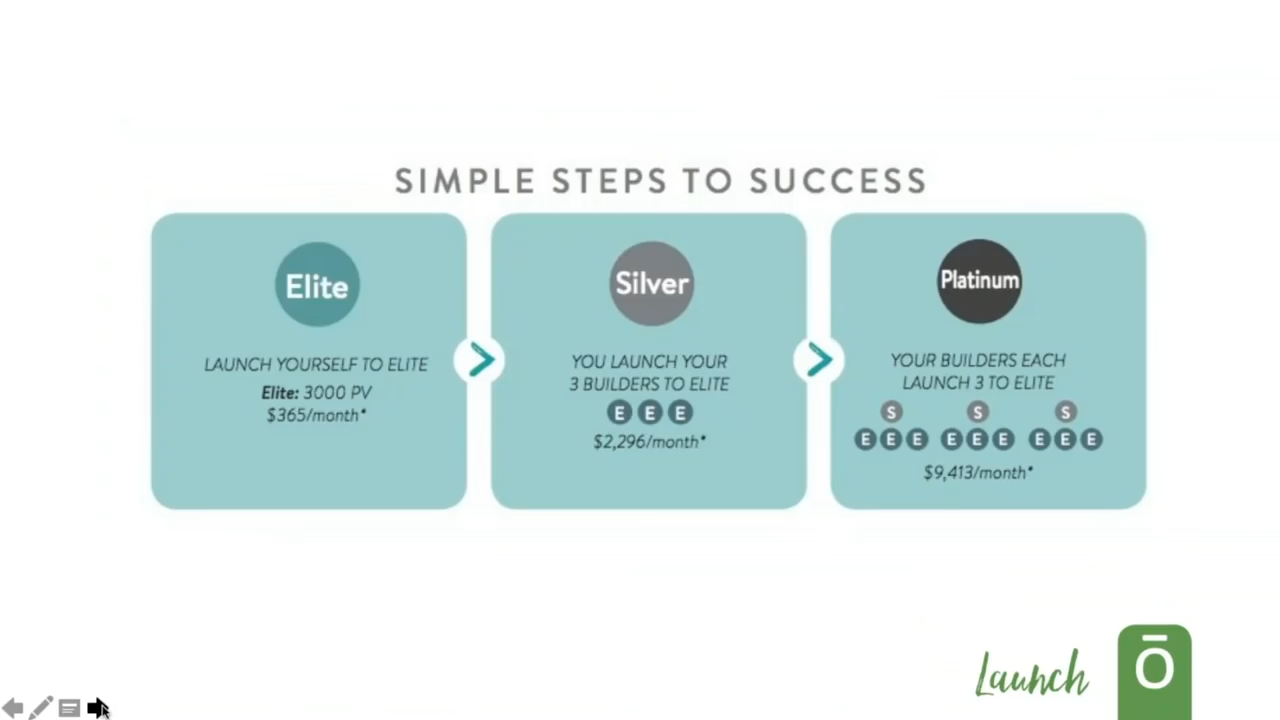 SIMPLE STEPS TO SUCCESS
Elite
LAUNCH YOURSELF TO ELITE
Elite: 3000 PV
$365/month*
Silver
YOU LAUNCH YOUR
3 BUILDERS TO ELITE
E E E
$2,296/month*
Platinum
YOUR BUILDERS EACH
LAUNCH 3 TO ELITE
S S S
E E E E E E E E E
$9,413/month*
Launch
Ō